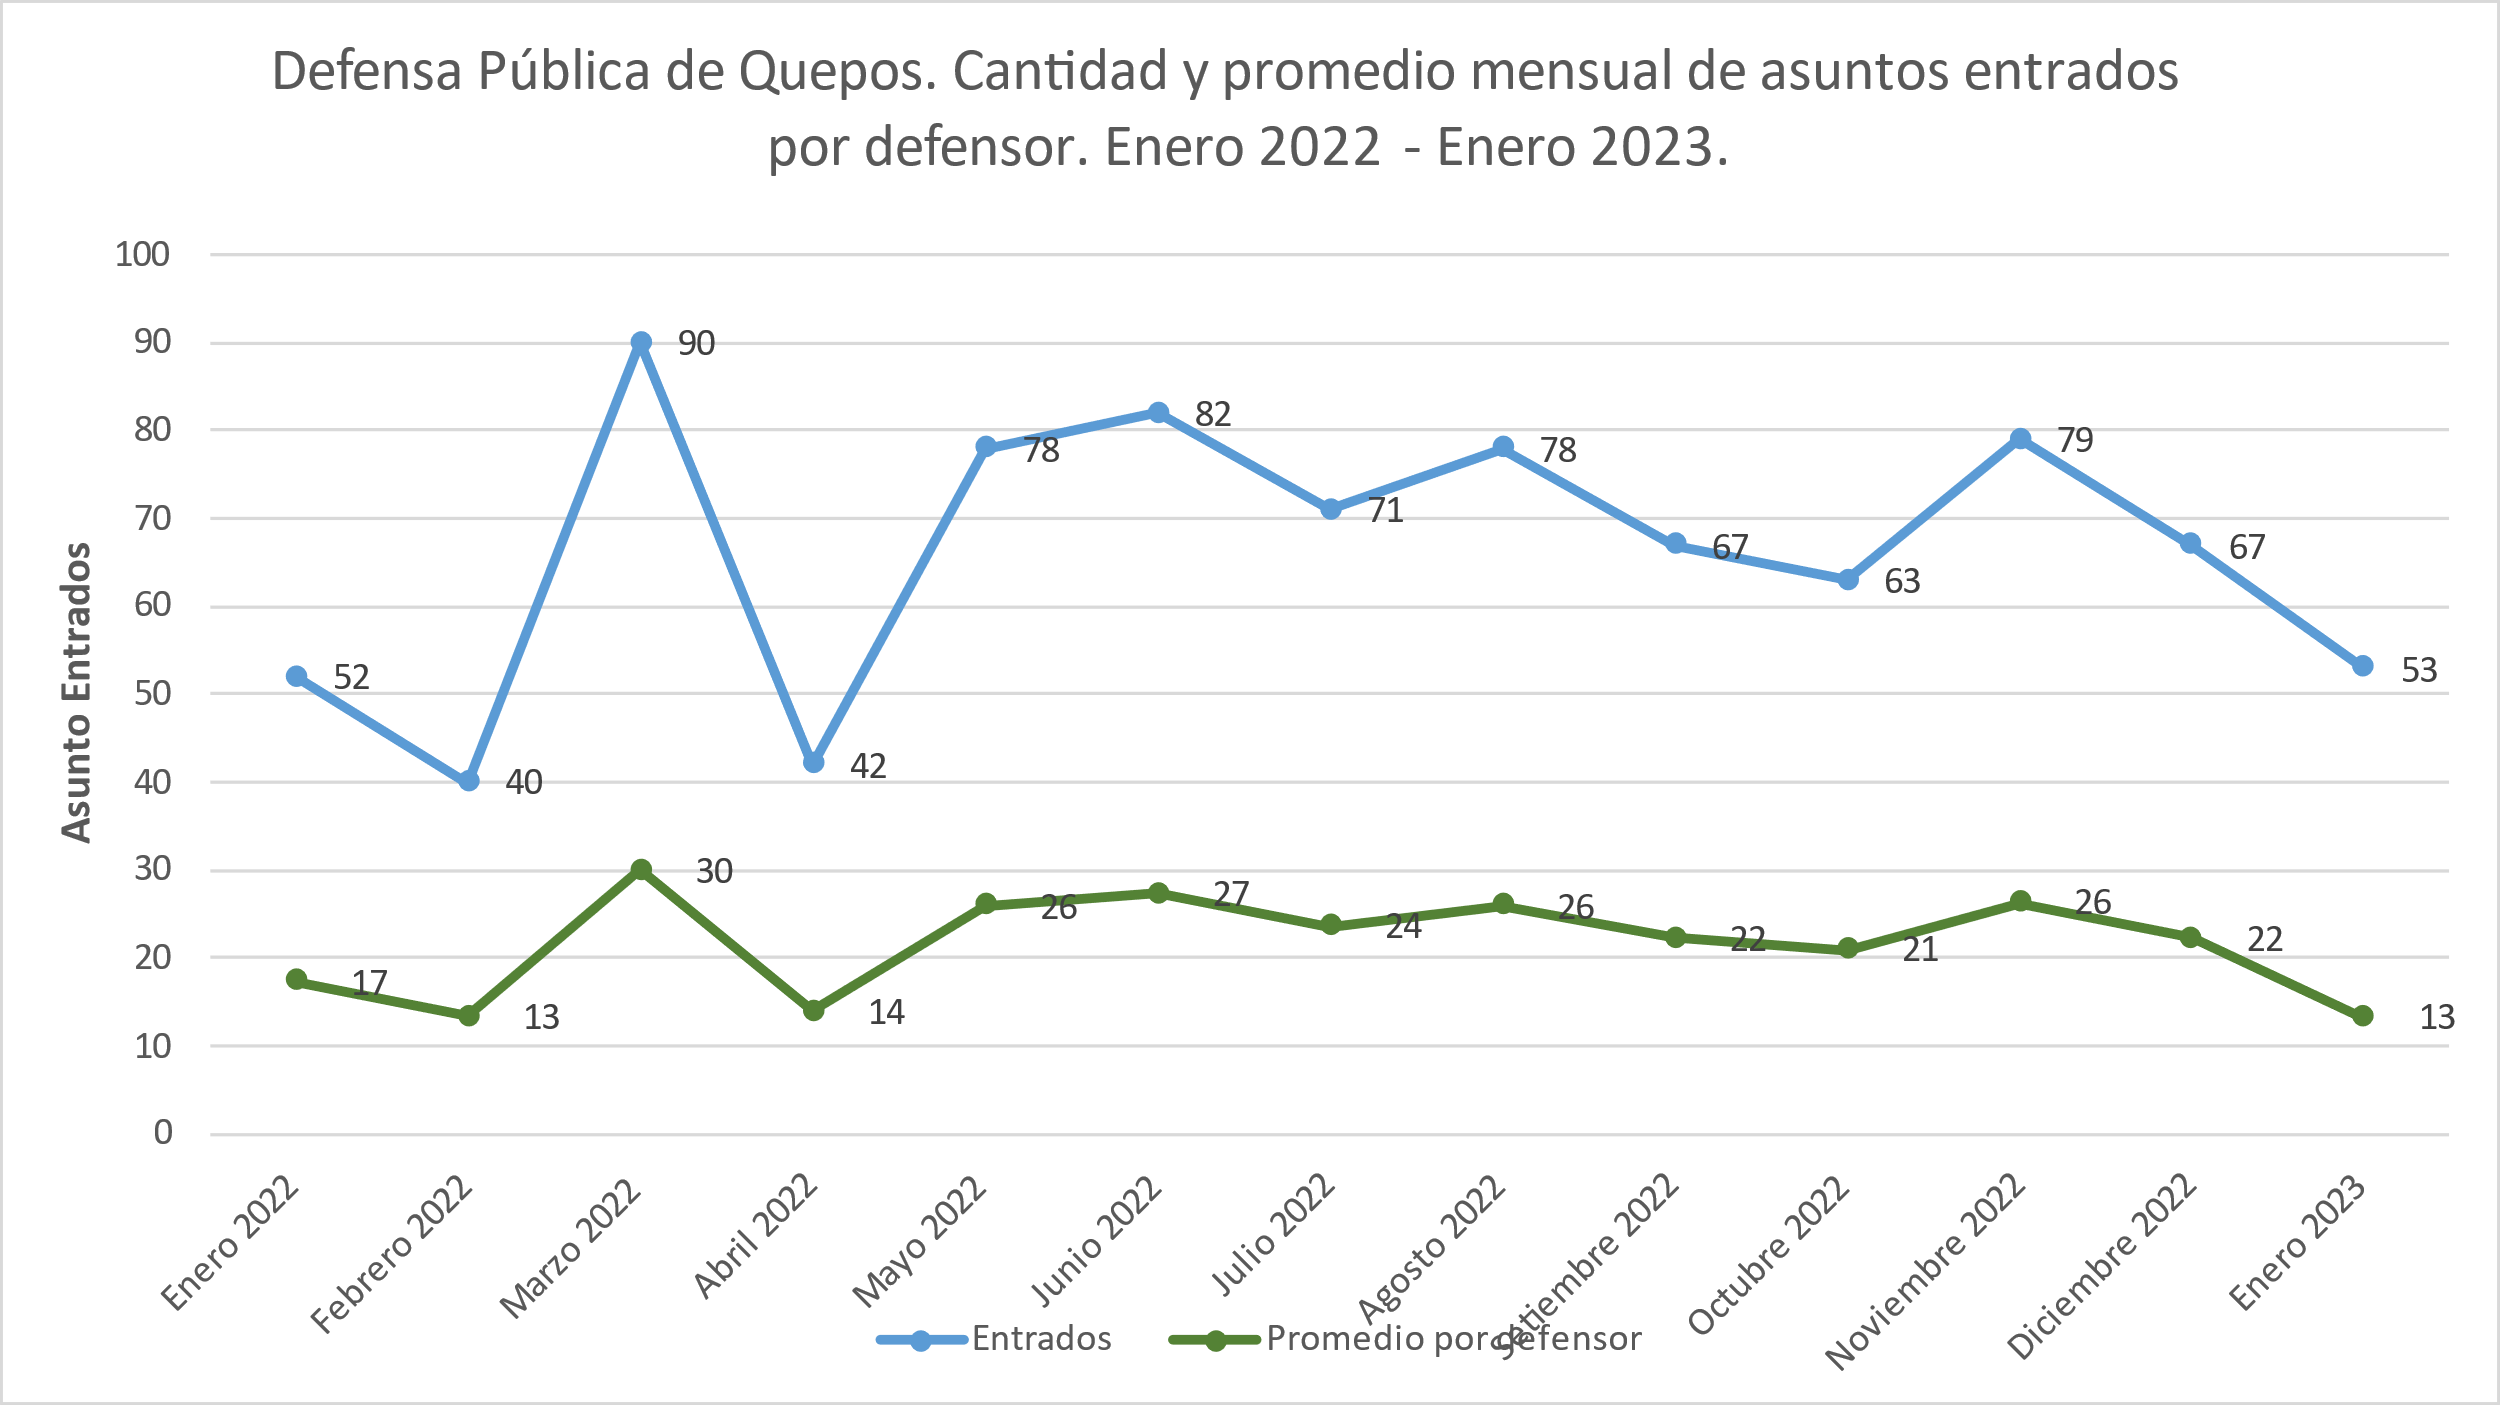 Defensa Pública de Quepos. Cantidad y promedio mensual de asuntos entrados
por defensor. Enero 2022 - Enero 2023.
Asunto Entrados
100
90
80
70
60
50
40
30
20
10
0
52
40
90
42
78
82
71
78
67
63
79
67
53
17
13
30
14
26
27
24
26
22
21
26
22
13
Enero 2022
Febrero 2022
Marzo 2022
Abril 2022
Mayo 2022
Junio 2022
Julio 2022
Agosto 2022
Setiembre 2022
Octubre 2022
Noviembre 2022
Diciembre 2022
Enero 2023
Entrados
Promedio por defensor